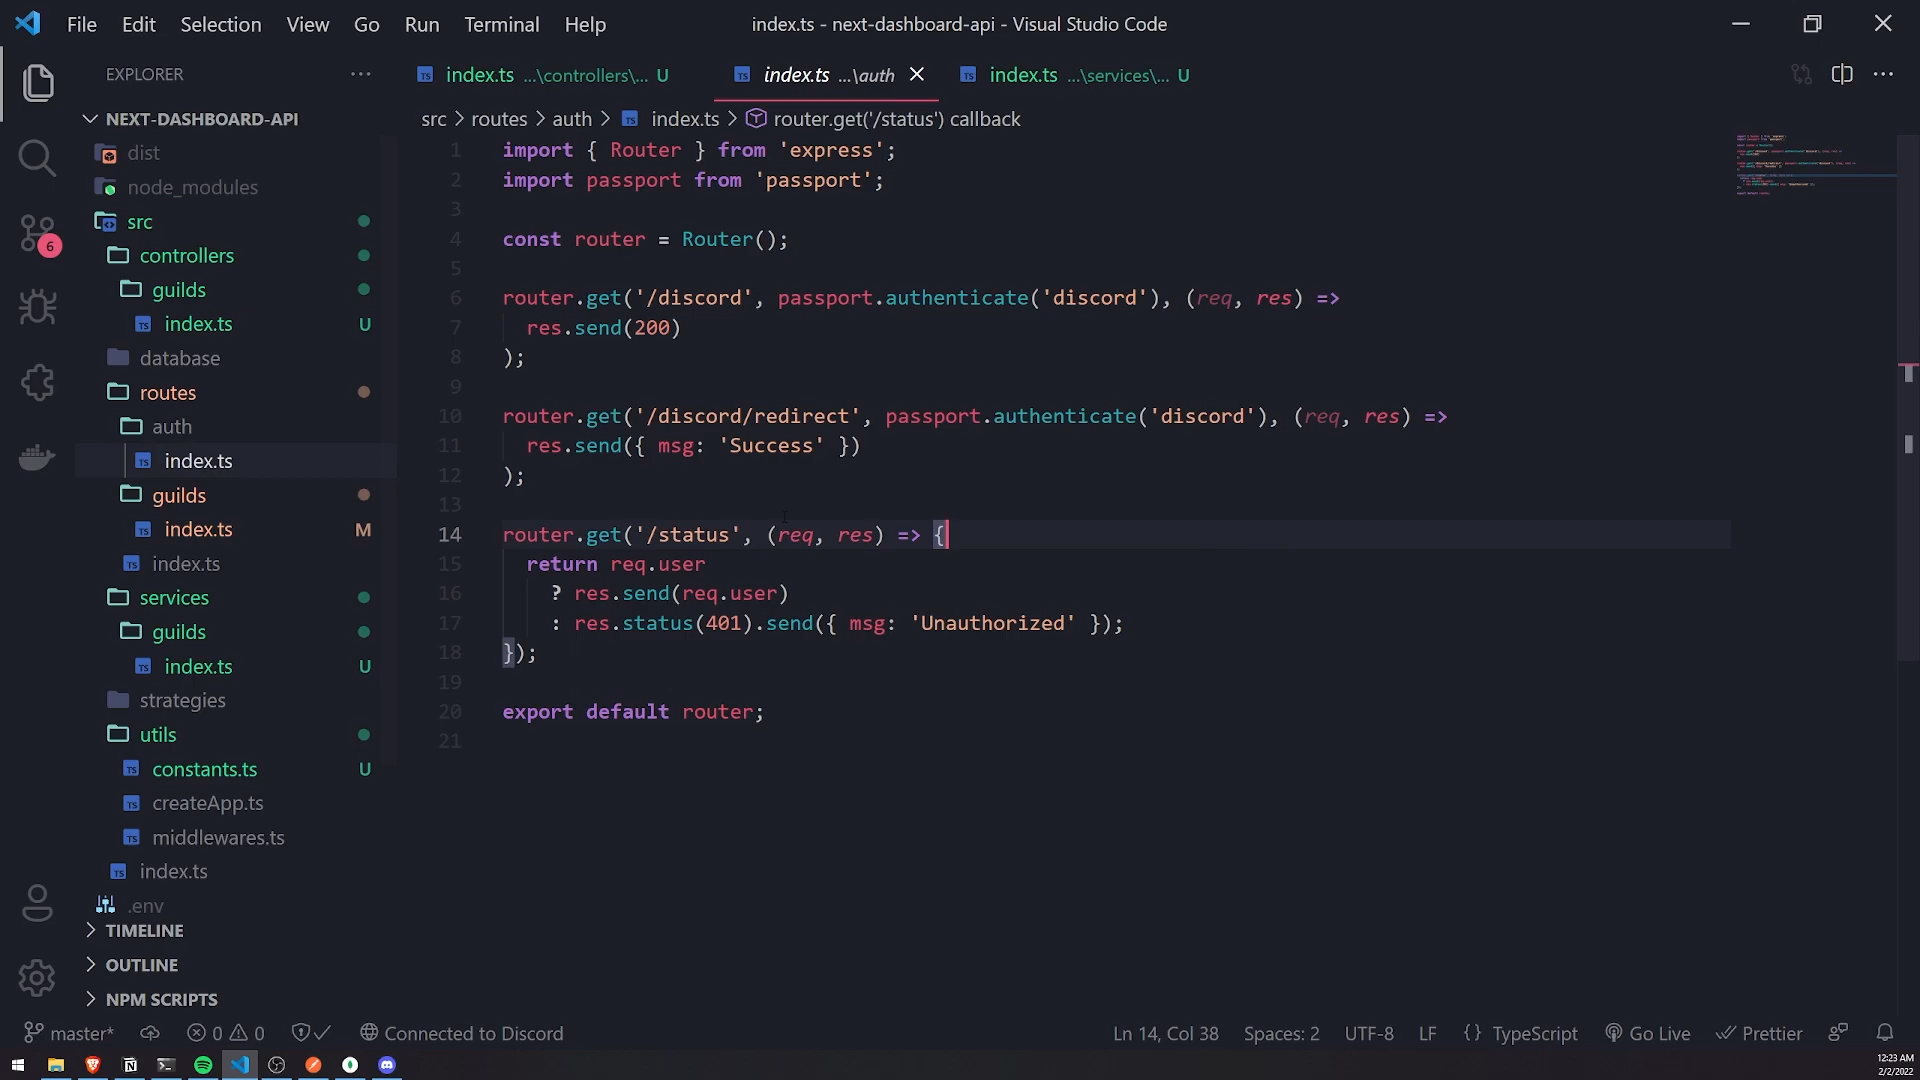 File Edit Selection View Go Run Terminal Help
index.ts - next-dashboard-api - Visual Studio Code
EXPLORER
index.ts ...\controllers\... U
index.ts ...\auth
index.ts ...\services\... U
NEXT-DASHBOARD-API
src > routes > auth > index.ts > router.get('/status') callback
dist
node_modules
src
controllers
guilds
index.ts U
database
routes
auth
index.ts
guilds
index.ts M
index.ts
services
guilds
index.ts U
strategies
utils
constants.ts U
createApp.ts
middlewares.ts
index.ts
.env
TIMELINE
OUTLINE
NPM SCRIPTS
6
1 import { Router } from 'express';
2 import passport from 'passport';
3
4 const router = Router();
5
6 router.get('/discord', passport.authenticate('discord'), (req, res) =>
7 res.send(200)
8 );
9
10 router.get('/discord/redirect', passport.authenticate('discord'), (req, res) =>
11 res.send({ msg: 'Success' })
12 );
13
14 router.get('/status', (req, res) => {
15 return req.user
16 ? res.send(req.user)
17 : res.status(401).send({ msg: 'Unauthorized' });
18 });
19
20 export default router;
21
master* 0 0 Connected to Discord
Ln 14, Col 38 Spaces: 2 UTF-8 LF {} TypeScript Go Live Prettier
12:23 AM
2/2/2022